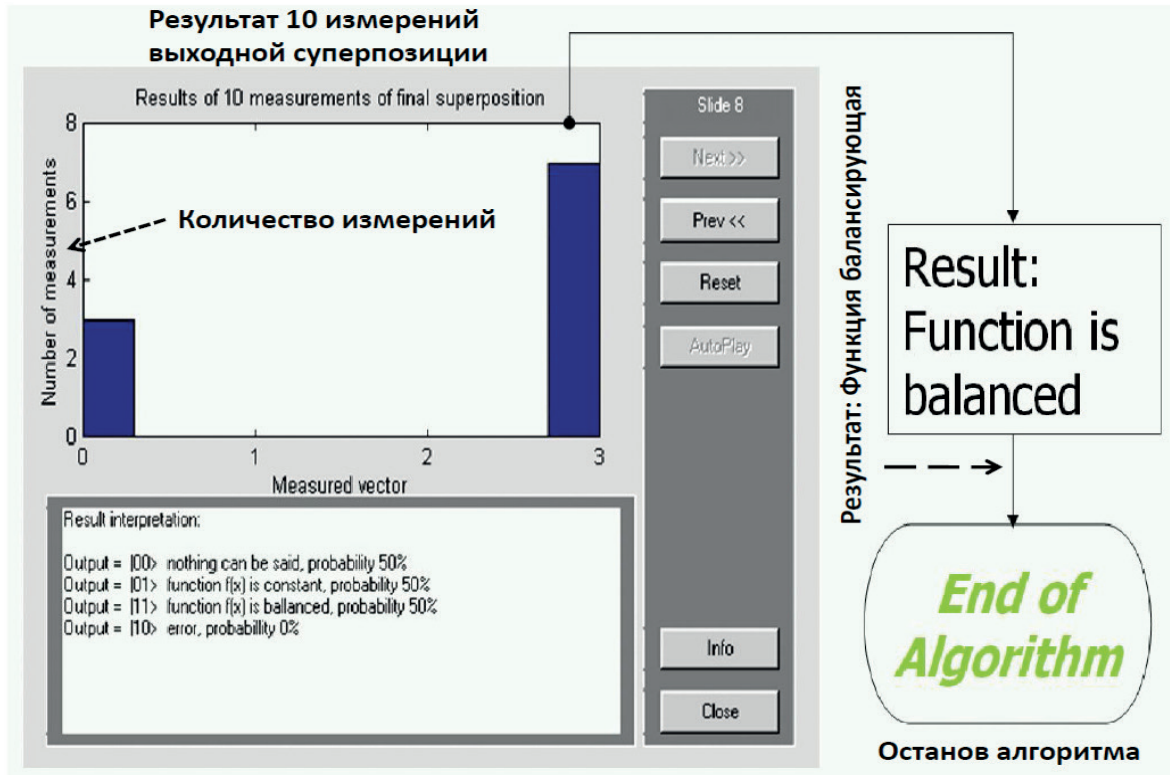 Результат 10 измерений
выходной суперпозиции
Results of 10 measurements of final superposition
8
6
4
2
0
0
1
2
3
Number of measurements
Количество измерений
Measured vector
Slide 8
Next >>
Prev <<
Reset
AutoPlay
Info
Close
Result interpretation:
Output = |00> nothing can be said, probability 50%
Output = |01> function f(x) is constant, probability 50%
Output = |11> function f(x) is ballanced, probability 50%
Output = |10> error, probabillity 0%
Результат: Функция балансирующая
Result:
Function is
balanced
End of
Algorithm
Останов алгоритма